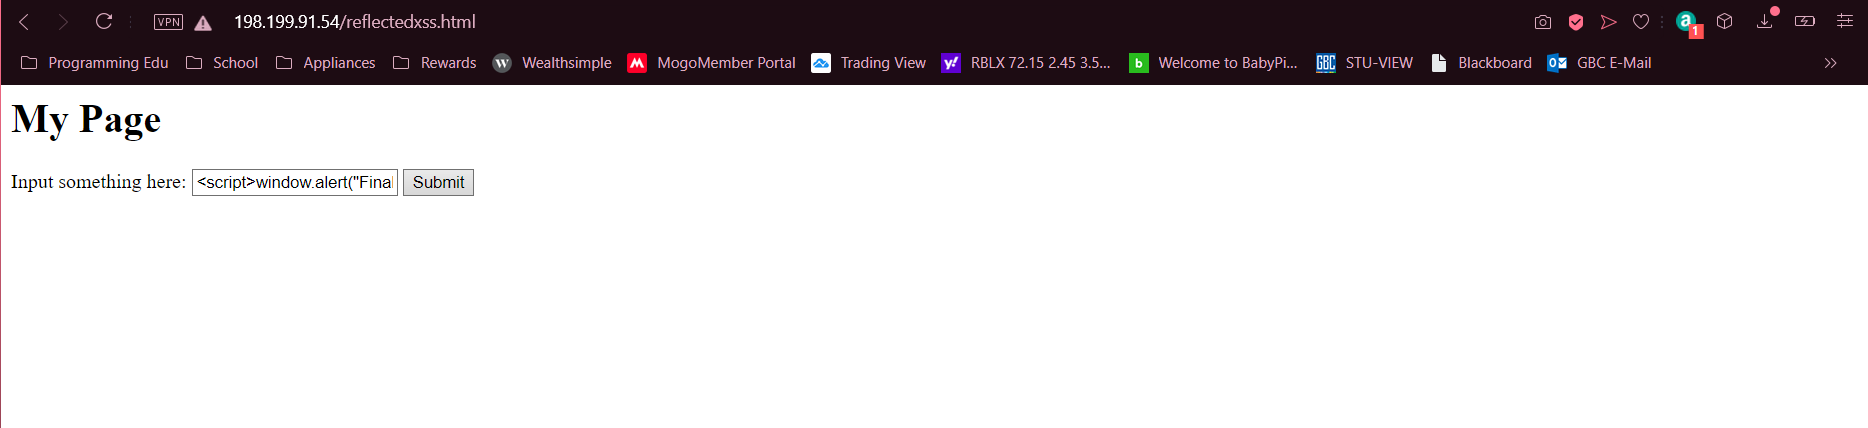 VPN 198.199.91.54/reflectedxss.html a 1
Programming Edu School Appliances Rewards W Wealthsimple M MogoMember Portal Trading View y! RBLX 72.15 2.45 3.5... b Welcome to BabyPi... GBC STU-VIEW Blackboard O GBC E-Mail »
My Page
Input something here: <script>window.alert("Final Submit